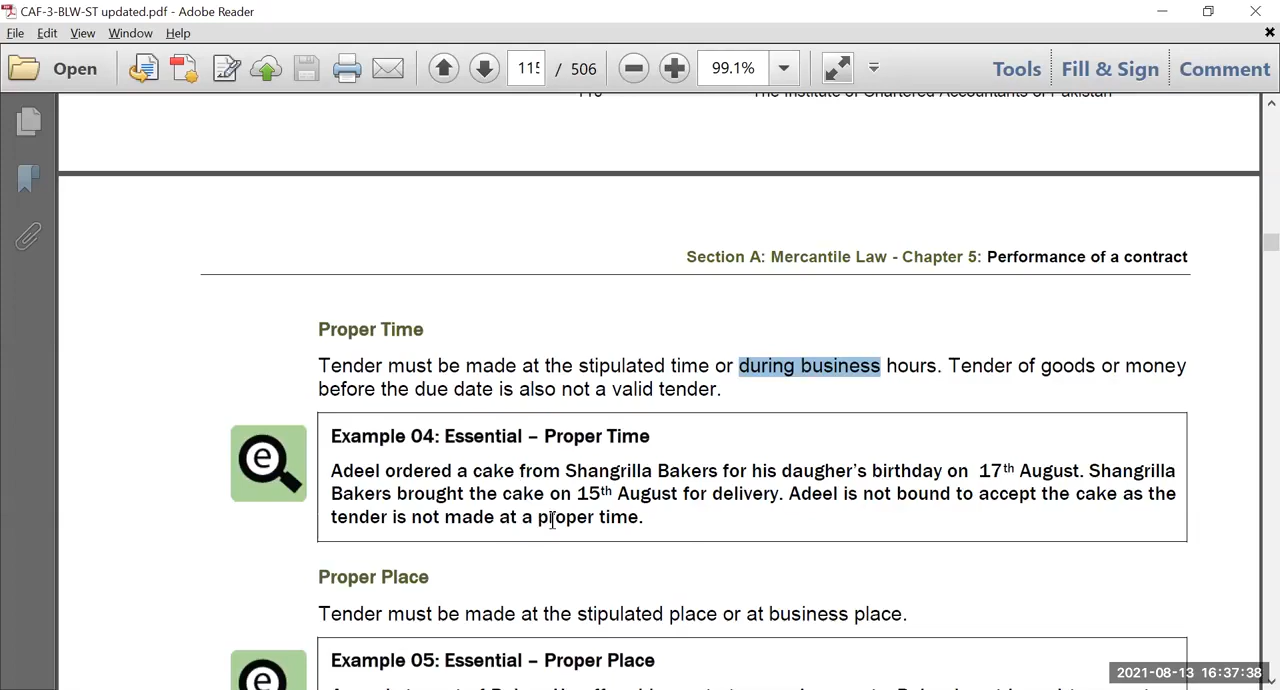 CAF-3-BLW-ST updated.pdf - Adobe Reader
File Edit View Window Help
Open
115 / 506
99.1%
Tools Fill & Sign Comment
The Institute of Chartered Accountants of Pakistan
Section A: Mercantile Law - Chapter 5: Performance of a contract
Proper Time
Tender must be made at the stipulated time or during business hours. Tender of goods or money
before the due date is also not a valid tender.
Example 04: Essential – Proper Time
Adeel ordered a cake from Shangrilla Bakers for his daugher's birthday on 17th August. Shangrilla
Bakers brought the cake on 15th August for delivery. Adeel is not bound to accept the cake as the
tender is not made at a proper time.
Proper Place
Tender must be made at the stipulated place or at business place.
Example 05: Essential – Proper Place
2021-08-13 16:37:38